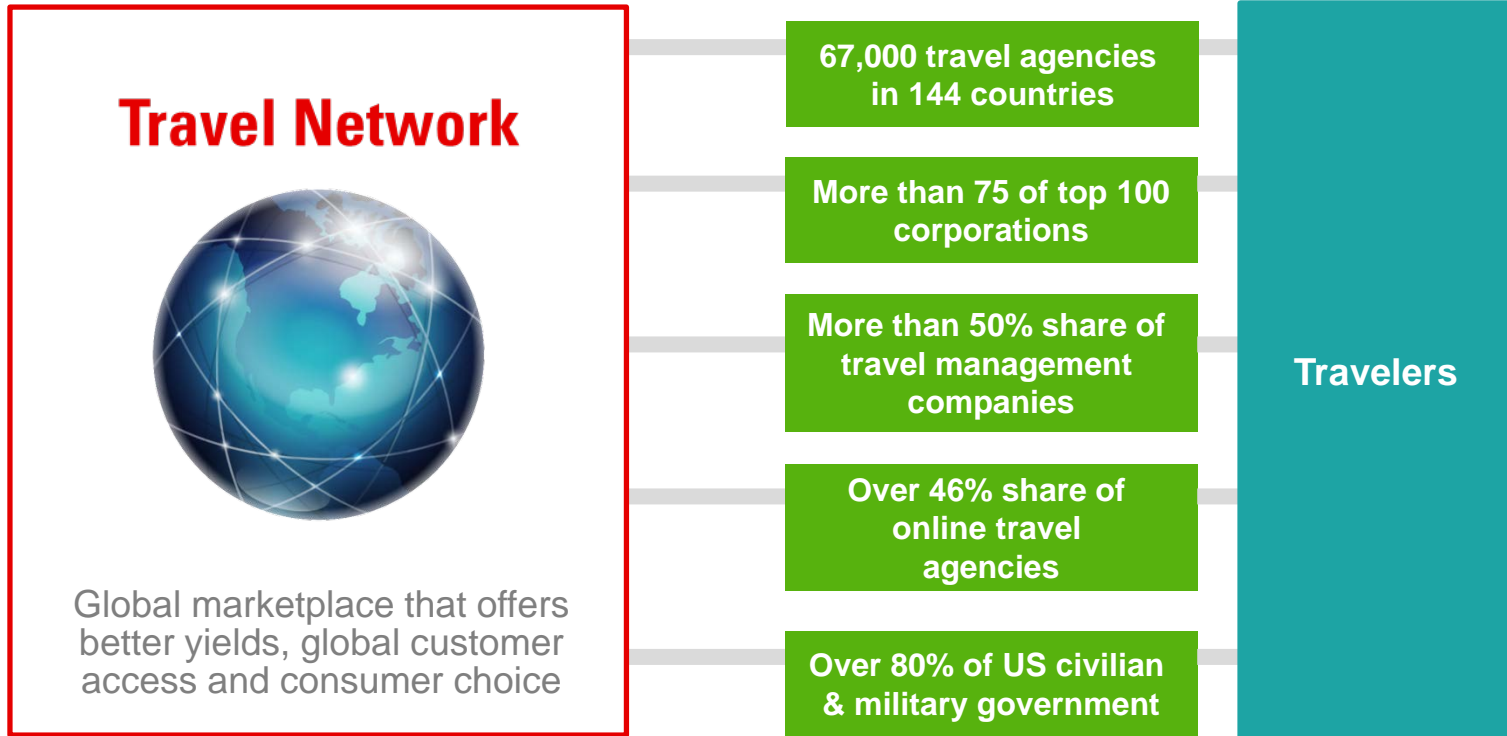 Travel Network
Global marketplace that offers
better yields, global customer
access and consumer choice
67,000 travel agencies
in 144 countries
More than 75 of top 100
corporations
More than 50% share of
travel management
companies
Over 46% share of
online travel
agencies
Over 80% of US civilian
& military government
Travelers